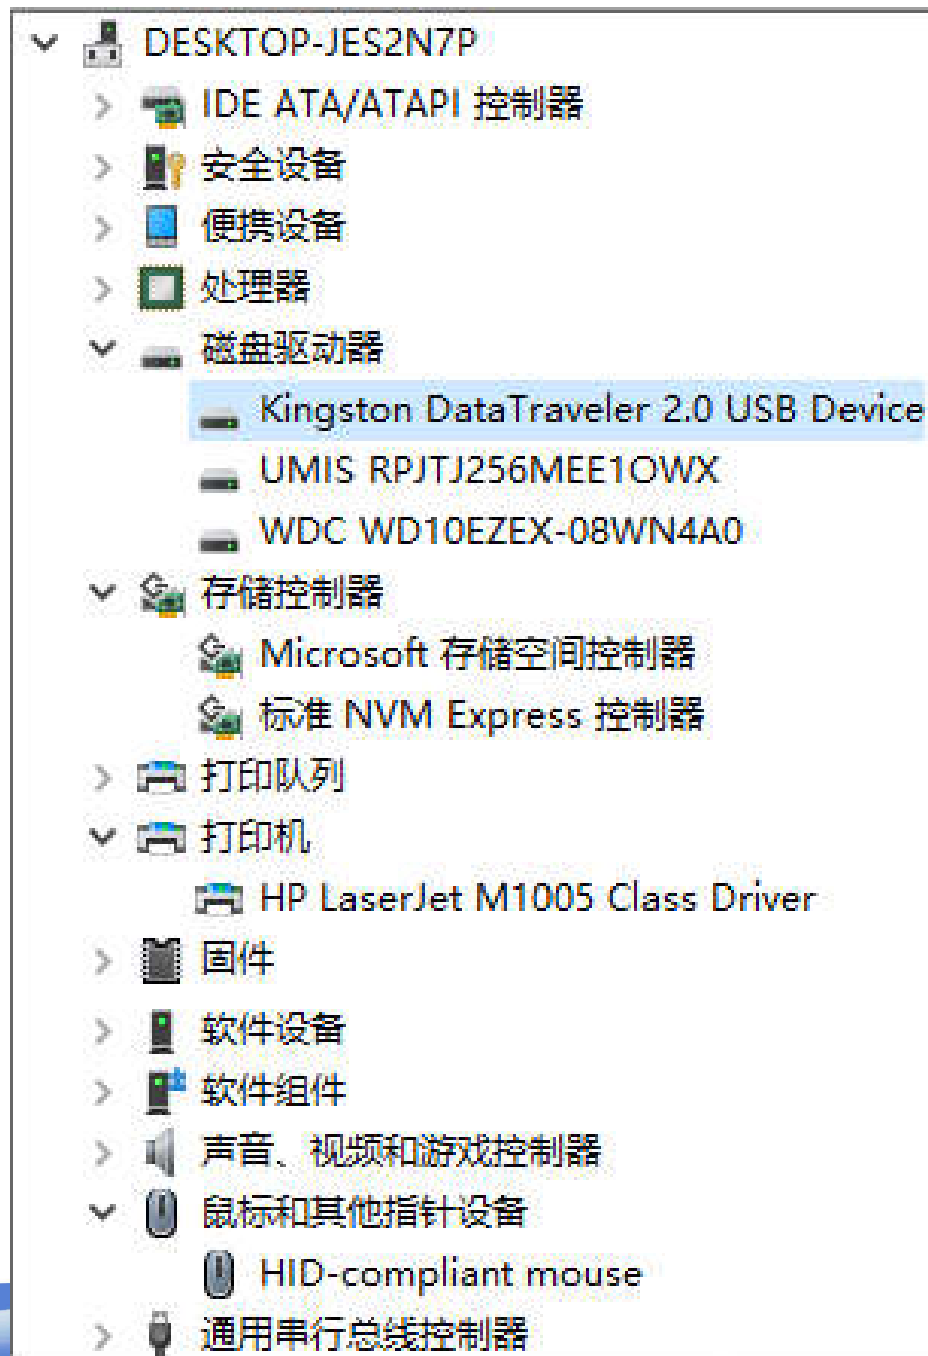 DESKTOP-JES2N7P
IDE ATA/ATAPI 控制器
安全设备
便携设备
处理器
磁盘驱动器
Kingston DataTraveler 2.0 USB Device
UMIS RPJTJ256MEE1OWX
WDC WD10EZEX-08WN4A0
存储控制器
Microsoft 存储空间控制器
标准 NVM Express 控制器
打印队列
打印机
HP LaserJet M1005 Class Driver
固件
软件设备
软件组件
声音、视频和游戏控制器
鼠标和其他指针设备
HID-compliant mouse
通用串行总线控制器